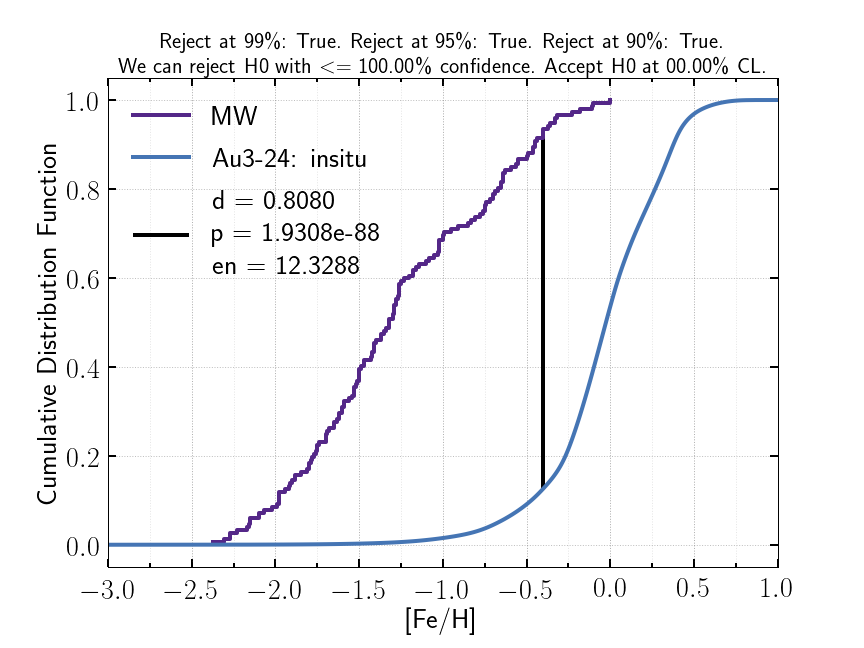 Reject at 99%: True. Reject at 95%: True. Reject at 90%: True.
We can reject H0 with <= 100.00% confidence. Accept H0 at 00.00% CL.
MW
Au3-24: insitu
d = 0.8080
p = 1.9308e-88
en = 12.3288
Cumulative Distribution Function
1.0
0.8
0.6
0.4
0.2
0.0
−3.0 −2.5 −2.0 −1.5 −1.0 −0.5 0.0 0.5 1.0
[Fe/H]